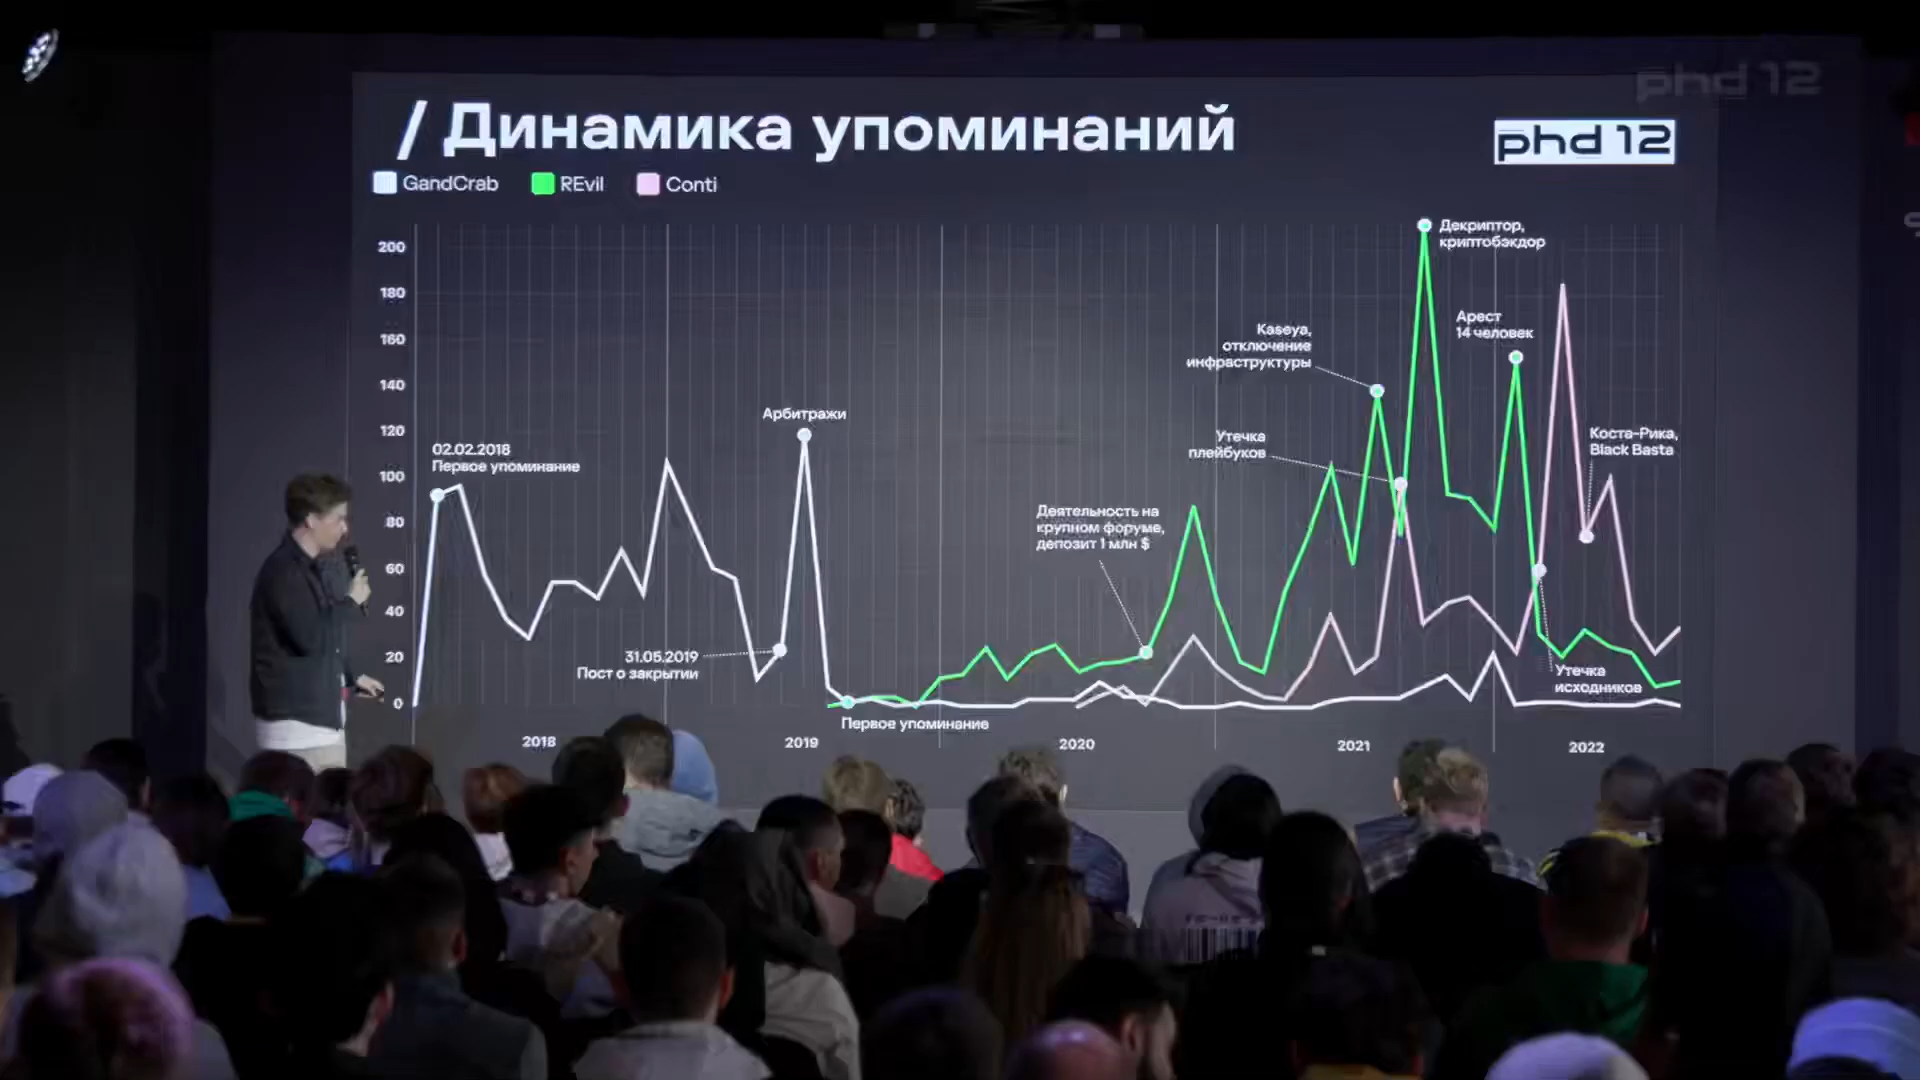 phd 12
/ Динамика упоминаний
phd 12
GandCrab
REvil
Conti
200
180
160
140
120
100
80
60
40
20
0
02.02.2018
Первое упоминание
Арбитражи
31.05.2019
Пост о закрытии
Первое упоминание
Деятельность на
крупном форуме,
депозит 1 млн $
Kaseya,
отключение
инфраструктуры
Утечка
плейбуков
Декриптор,
криптобэкдор
Арест
14 человек
Коста-Рика,
Black Basta
Утечка
исходников
2018
2019
2020
2021
2022